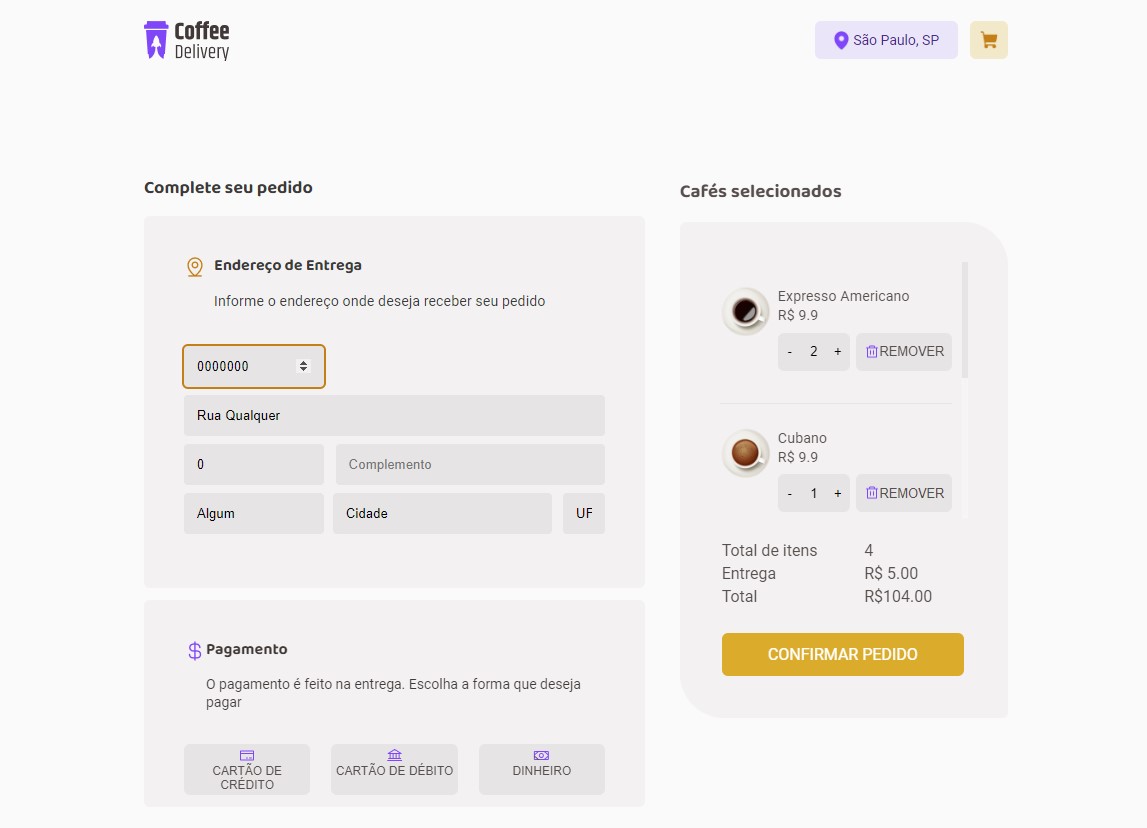 Coffee
Delivery
São Paulo, SP
Complete seu pedido
Endereço de Entrega
Informe o endereço onde deseja receber seu pedido
0000000
Rua Qualquer
0
Complemento
Algum
Cidade
UF
Pagamento
O pagamento é feito na entrega. Escolha a forma que deseja
pagar
CARTÃO DE
CRÉDITO
CARTÃO DE DÉBITO
DINHEIRO
Cafés selecionados
Expresso Americano
R$ 9.9
- 2 +
REMOVER
Cubano
R$ 9.9
- 1 +
REMOVER
Total de itens 4
Entrega R$ 5.00
Total R$104.00
CONFIRMAR PEDIDO